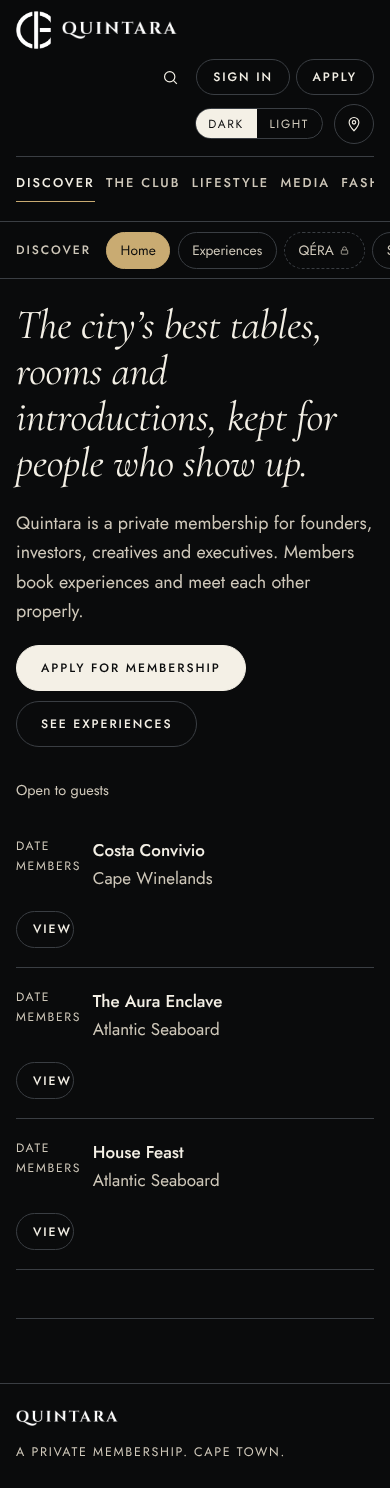 QUINTARA
SIGN IN
APPLY
DARK
LIGHT
DISCOVER THE CLUB LIFESTYLE MEDIA
DISCOVER
Home
Experiences
QÉRA
The city's best tables,
rooms and
introductions, kept for
people who show up.
Quintara is a private membership for founders,
investors, creatives and executives. Members
book experiences and meet each other
properly.
APPLY FOR MEMBERSHIP
SEE EXPERIENCES
Open to guests
DATE
MEMBERS
Costa Convivio
Cape Winelands
VIEW
DATE
MEMBERS
The Aura Enclave
Atlantic Seaboard
VIEW
DATE
MEMBERS
House Feast
Atlantic Seaboard
VIEW
QUINTARA
A PRIVATE MEMBERSHIP. CAPE TOWN.